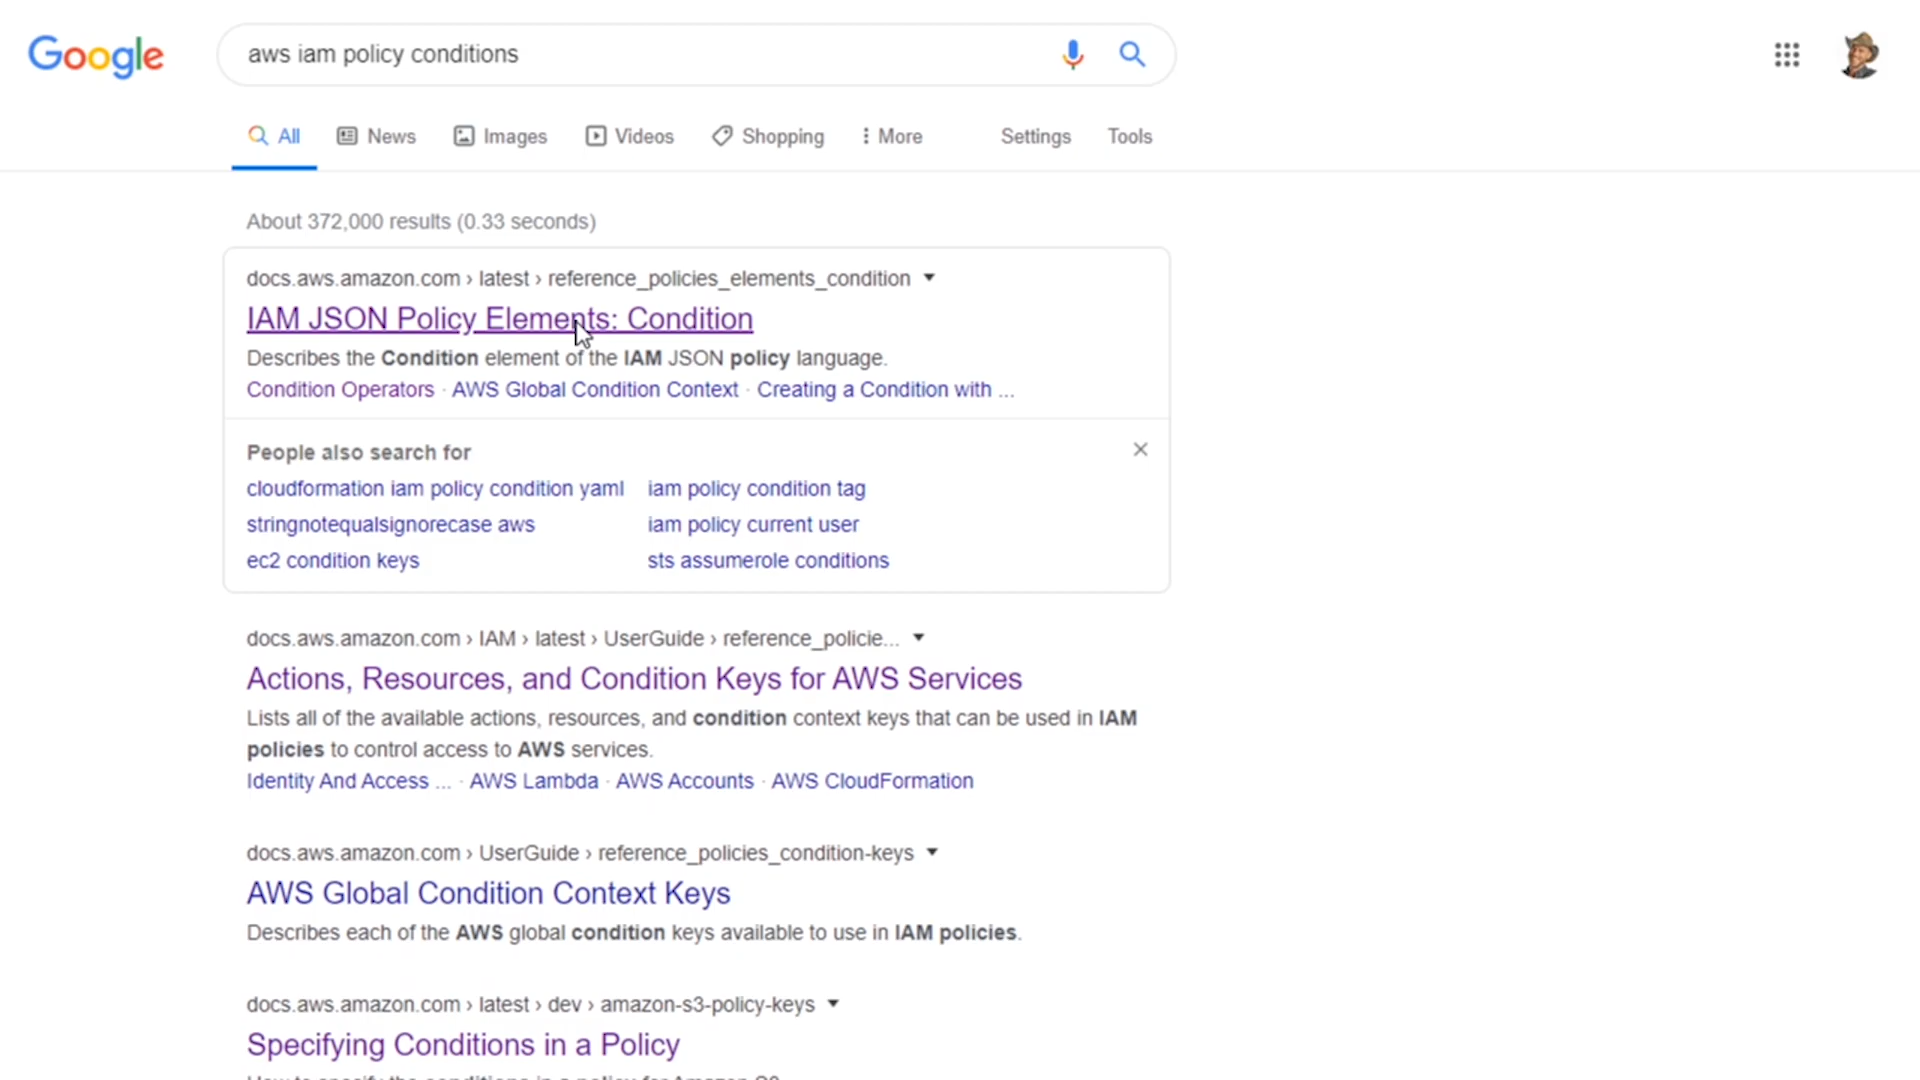 Google
aws iam policy conditions
All News Images Videos Shopping More Settings Tools
About 372,000 results (0.33 seconds)
docs.aws.amazon.com › latest › reference_policies_elements_condition
IAM JSON Policy Elements: Condition
Describes the Condition element of the IAM JSON policy language.
Condition Operators · AWS Global Condition Context · Creating a Condition with ...
People also search for
cloudformation iam policy condition yaml iam policy condition tag
stringnotequalsignorecase aws iam policy current user
ec2 condition keys sts assumerole conditions
docs.aws.amazon.com › IAM › latest › UserGuide › reference_policie...
Actions, Resources, and Condition Keys for AWS Services
Lists all of the available actions, resources, and condition context keys that can be used in IAM
policies to control access to AWS services.
Identity And Access ... · AWS Lambda · AWS Accounts · AWS CloudFormation
docs.aws.amazon.com › UserGuide › reference_policies_condition-keys
AWS Global Condition Context Keys
Describes each of the AWS global condition keys available to use in IAM policies.
docs.aws.amazon.com › latest › dev › amazon-s3-policy-keys
Specifying Conditions in a Policy